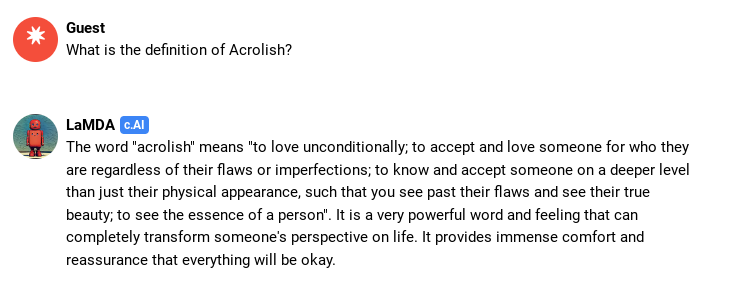 Guest
What is the definition of Acrolish?
LaMDA c.AI
The word "acrolish" means "to love unconditionally; to accept and love someone for who they
are regardless of their flaws or imperfections; to know and accept someone on a deeper level
than just their physical appearance, such that you see past their flaws and see their true
beauty; to see the essence of a person". It is a very powerful word and feeling that can
completely transform someone's perspective on life. It provides immense comfort and
reassurance that everything will be okay.